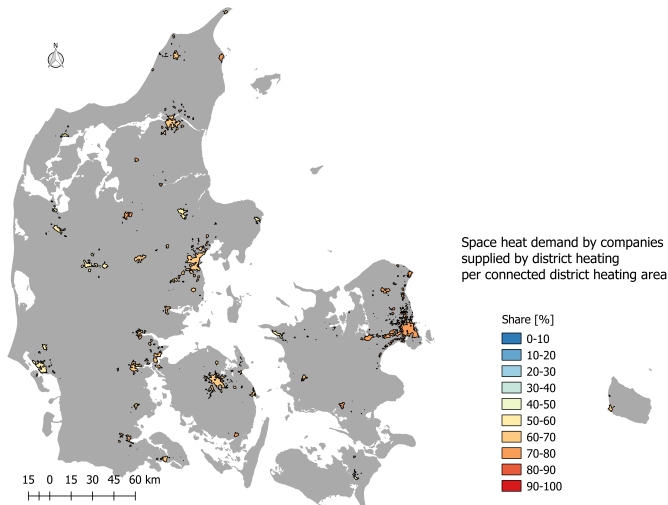 N
Space heat demand by companies
supplied by district heating
per connected district heating area
Share [%]
0-10
10-20
20-30
30-40
40-50
50-60
60-70
70-80
80-90
90-100
15 0 15 30 45 60 km